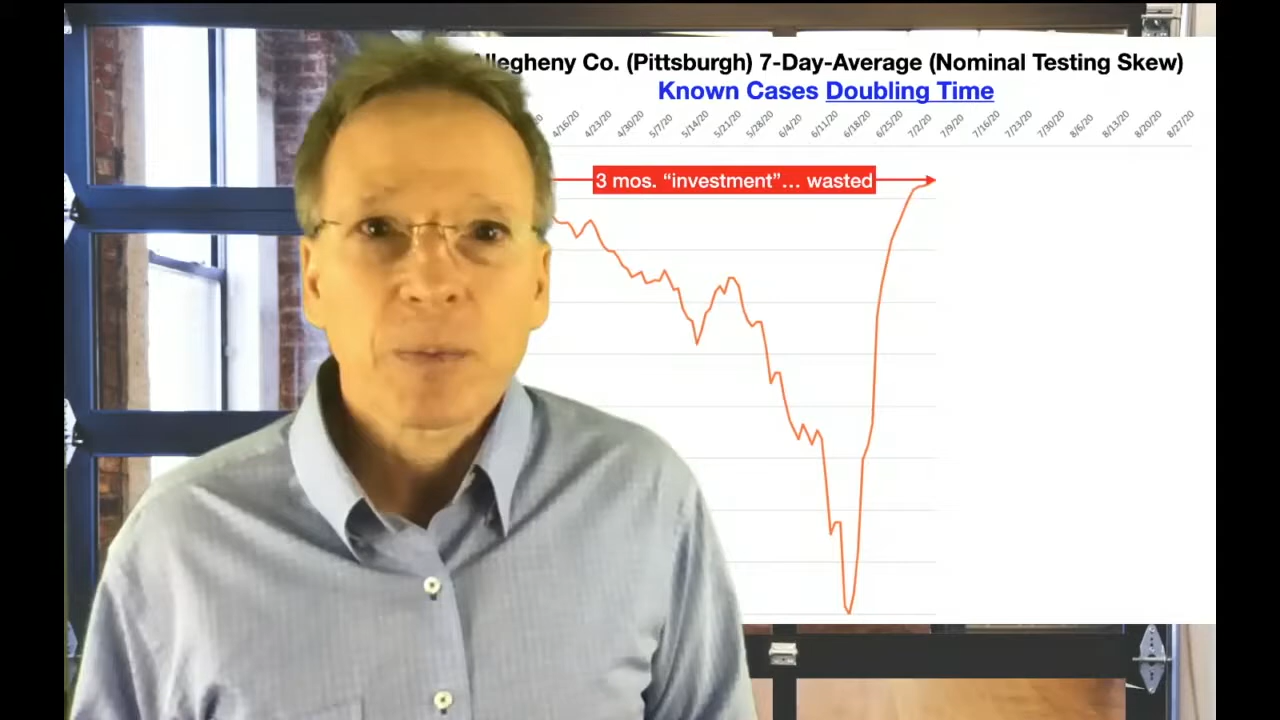 Allegheny Co. (Pittsburgh) 7-Day-Average (Nominal Testing Skew)
Known Cases Doubling Time
4/16/20 4/23/20 4/30/20 5/7/20 5/14/20 5/21/20 5/28/20 6/4/20 6/11/20 6/18/20 6/25/20 7/2/20 7/9/20 7/16/20 7/23/20 7/30/20 8/6/20 8/13/20 8/20/20 8/27/20
3 mos. “investment”... wasted